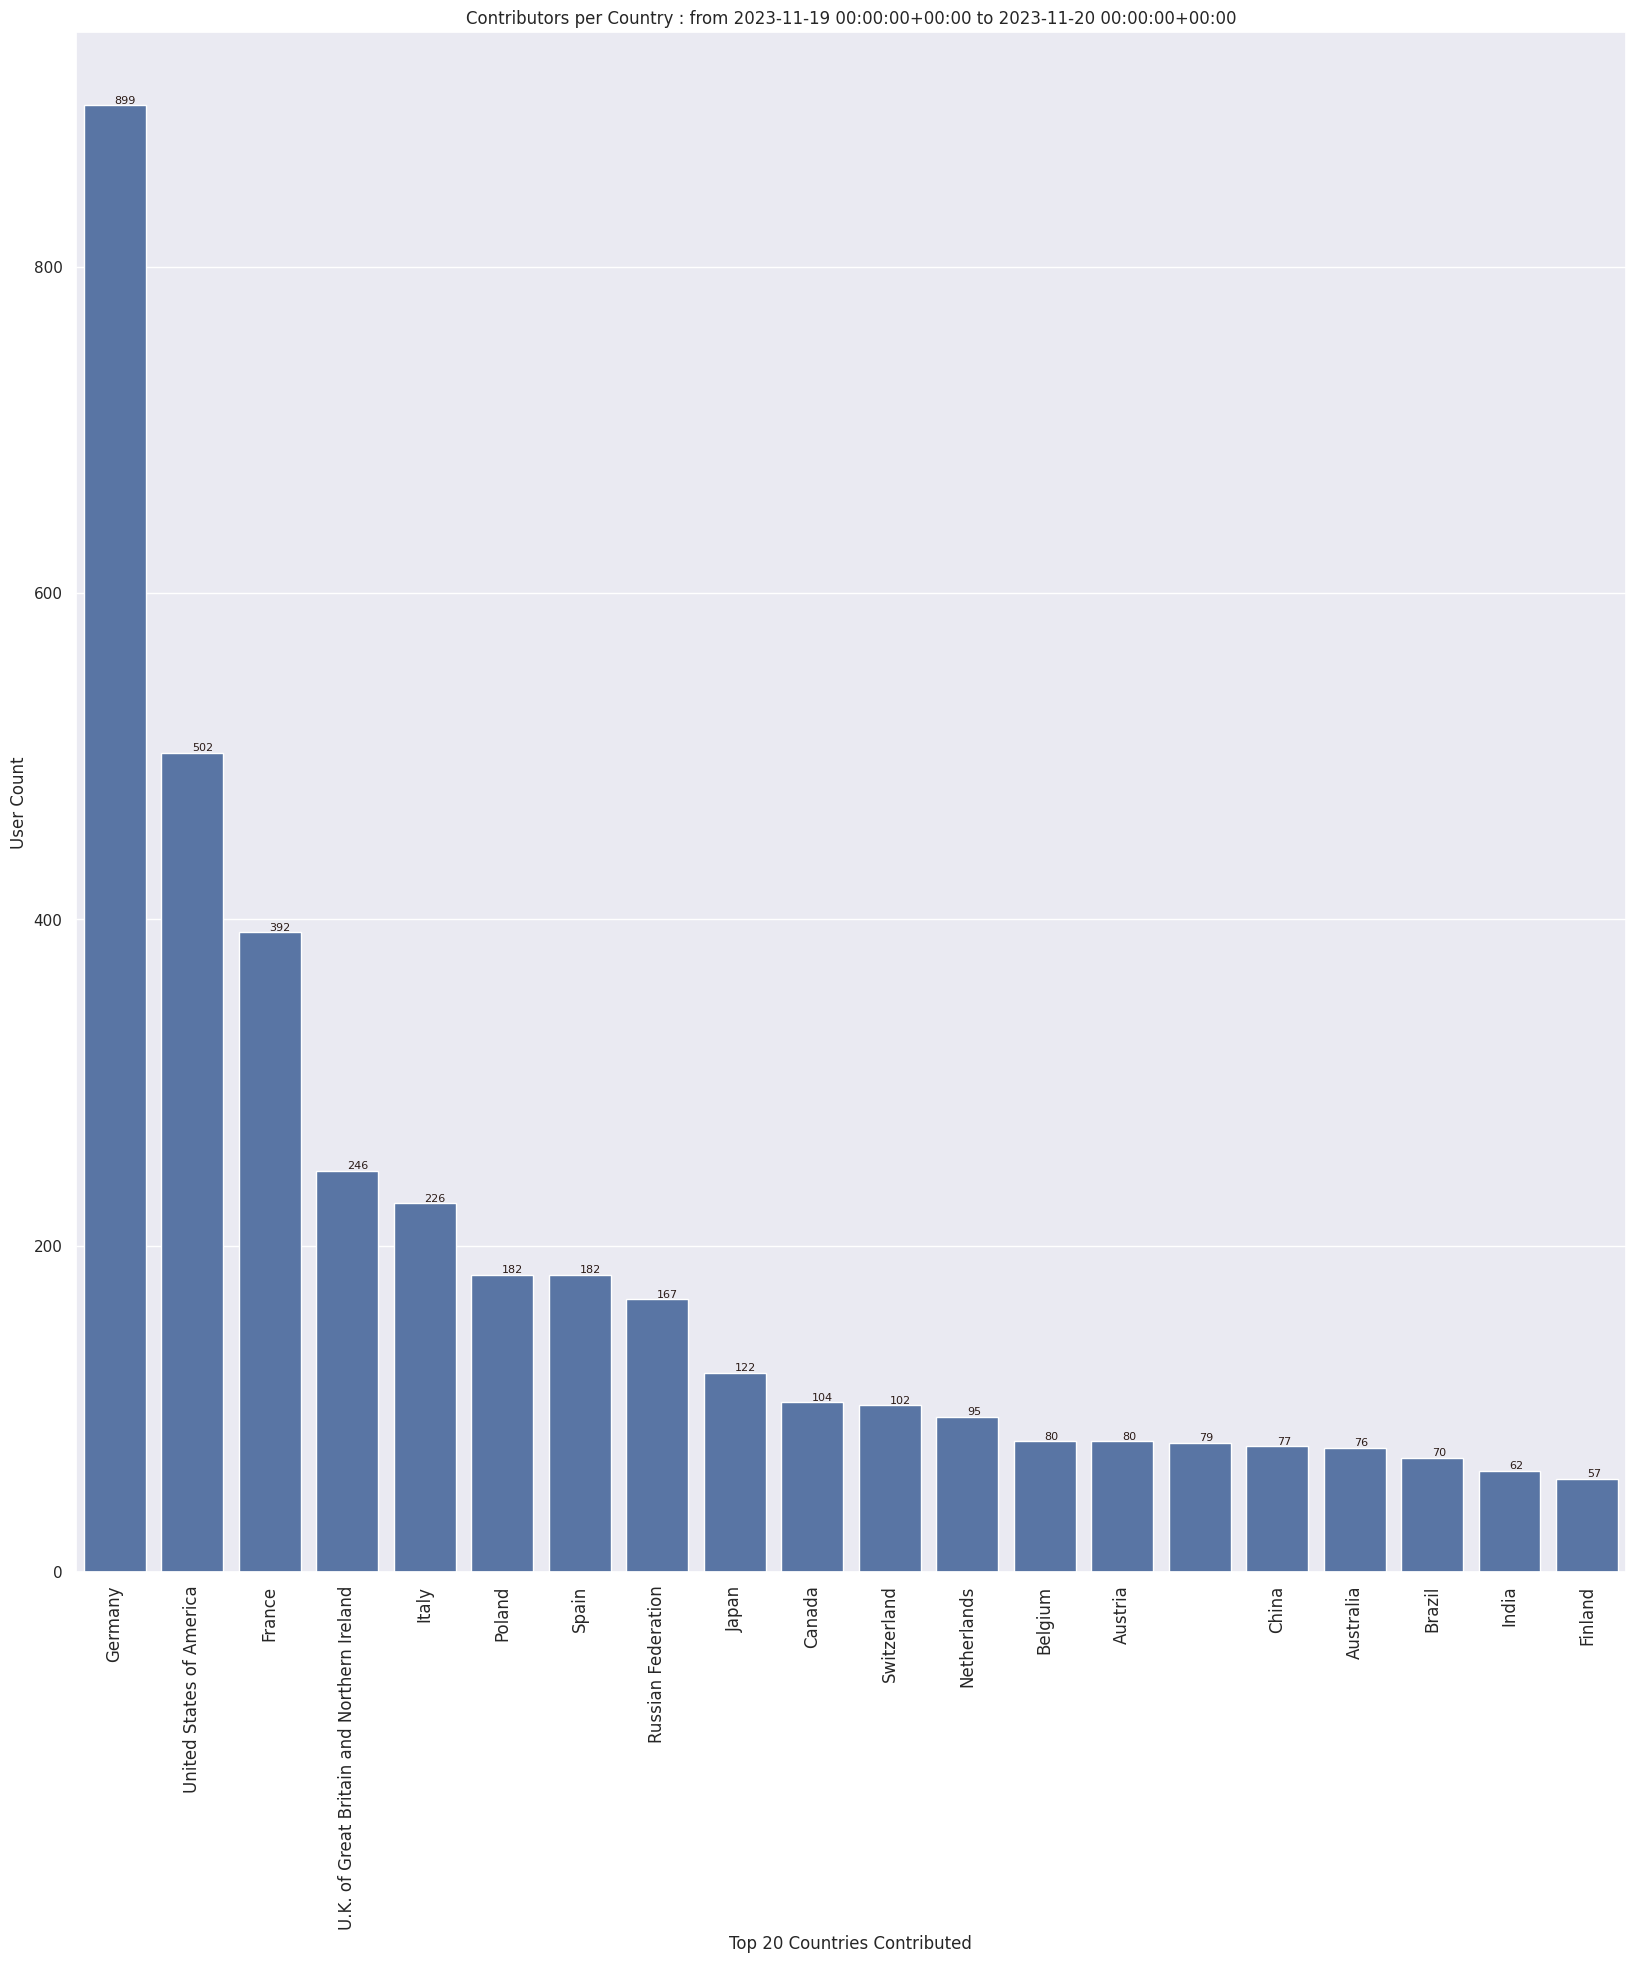 Contributors per Country : from 2023-11-19 00:00:00+00:00 to 2023-11-20 00:00:00+00:00
User Count
800
600
400
200
0
899
502
392
246
226
182
182
167
122
104
102
95
80
80
79
77
76
70
62
57
Germany
United States of America
France
U.K. of Great Britain and Northern Ireland
Italy
Poland
Spain
Russian Federation
Japan
Canada
Switzerland
Netherlands
Belgium
Austria
China
Australia
Brazil
India
Finland
Top 20 Countries Contributed